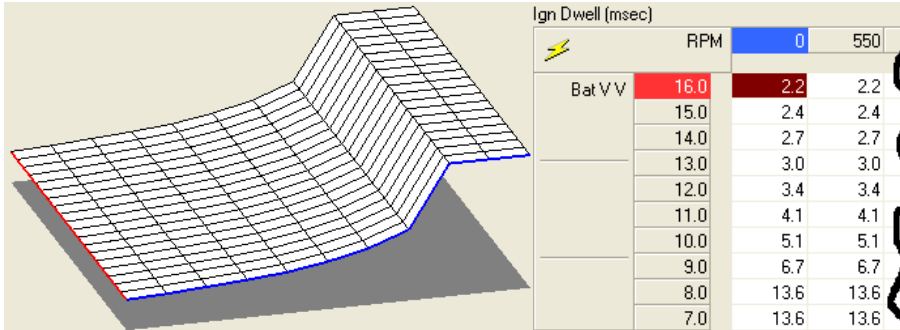 Ign Dwell (msec)
RPM 0 550
Bat V V 16.0 2.2 2.2
15.0 2.4 2.4
14.0 2.7 2.7
13.0 3.0 3.0
12.0 3.4 3.4
11.0 4.1 4.1
10.0 5.1 5.1
9.0 6.7 6.7
8.0 13.6 13.6
7.0 13.6 13.6